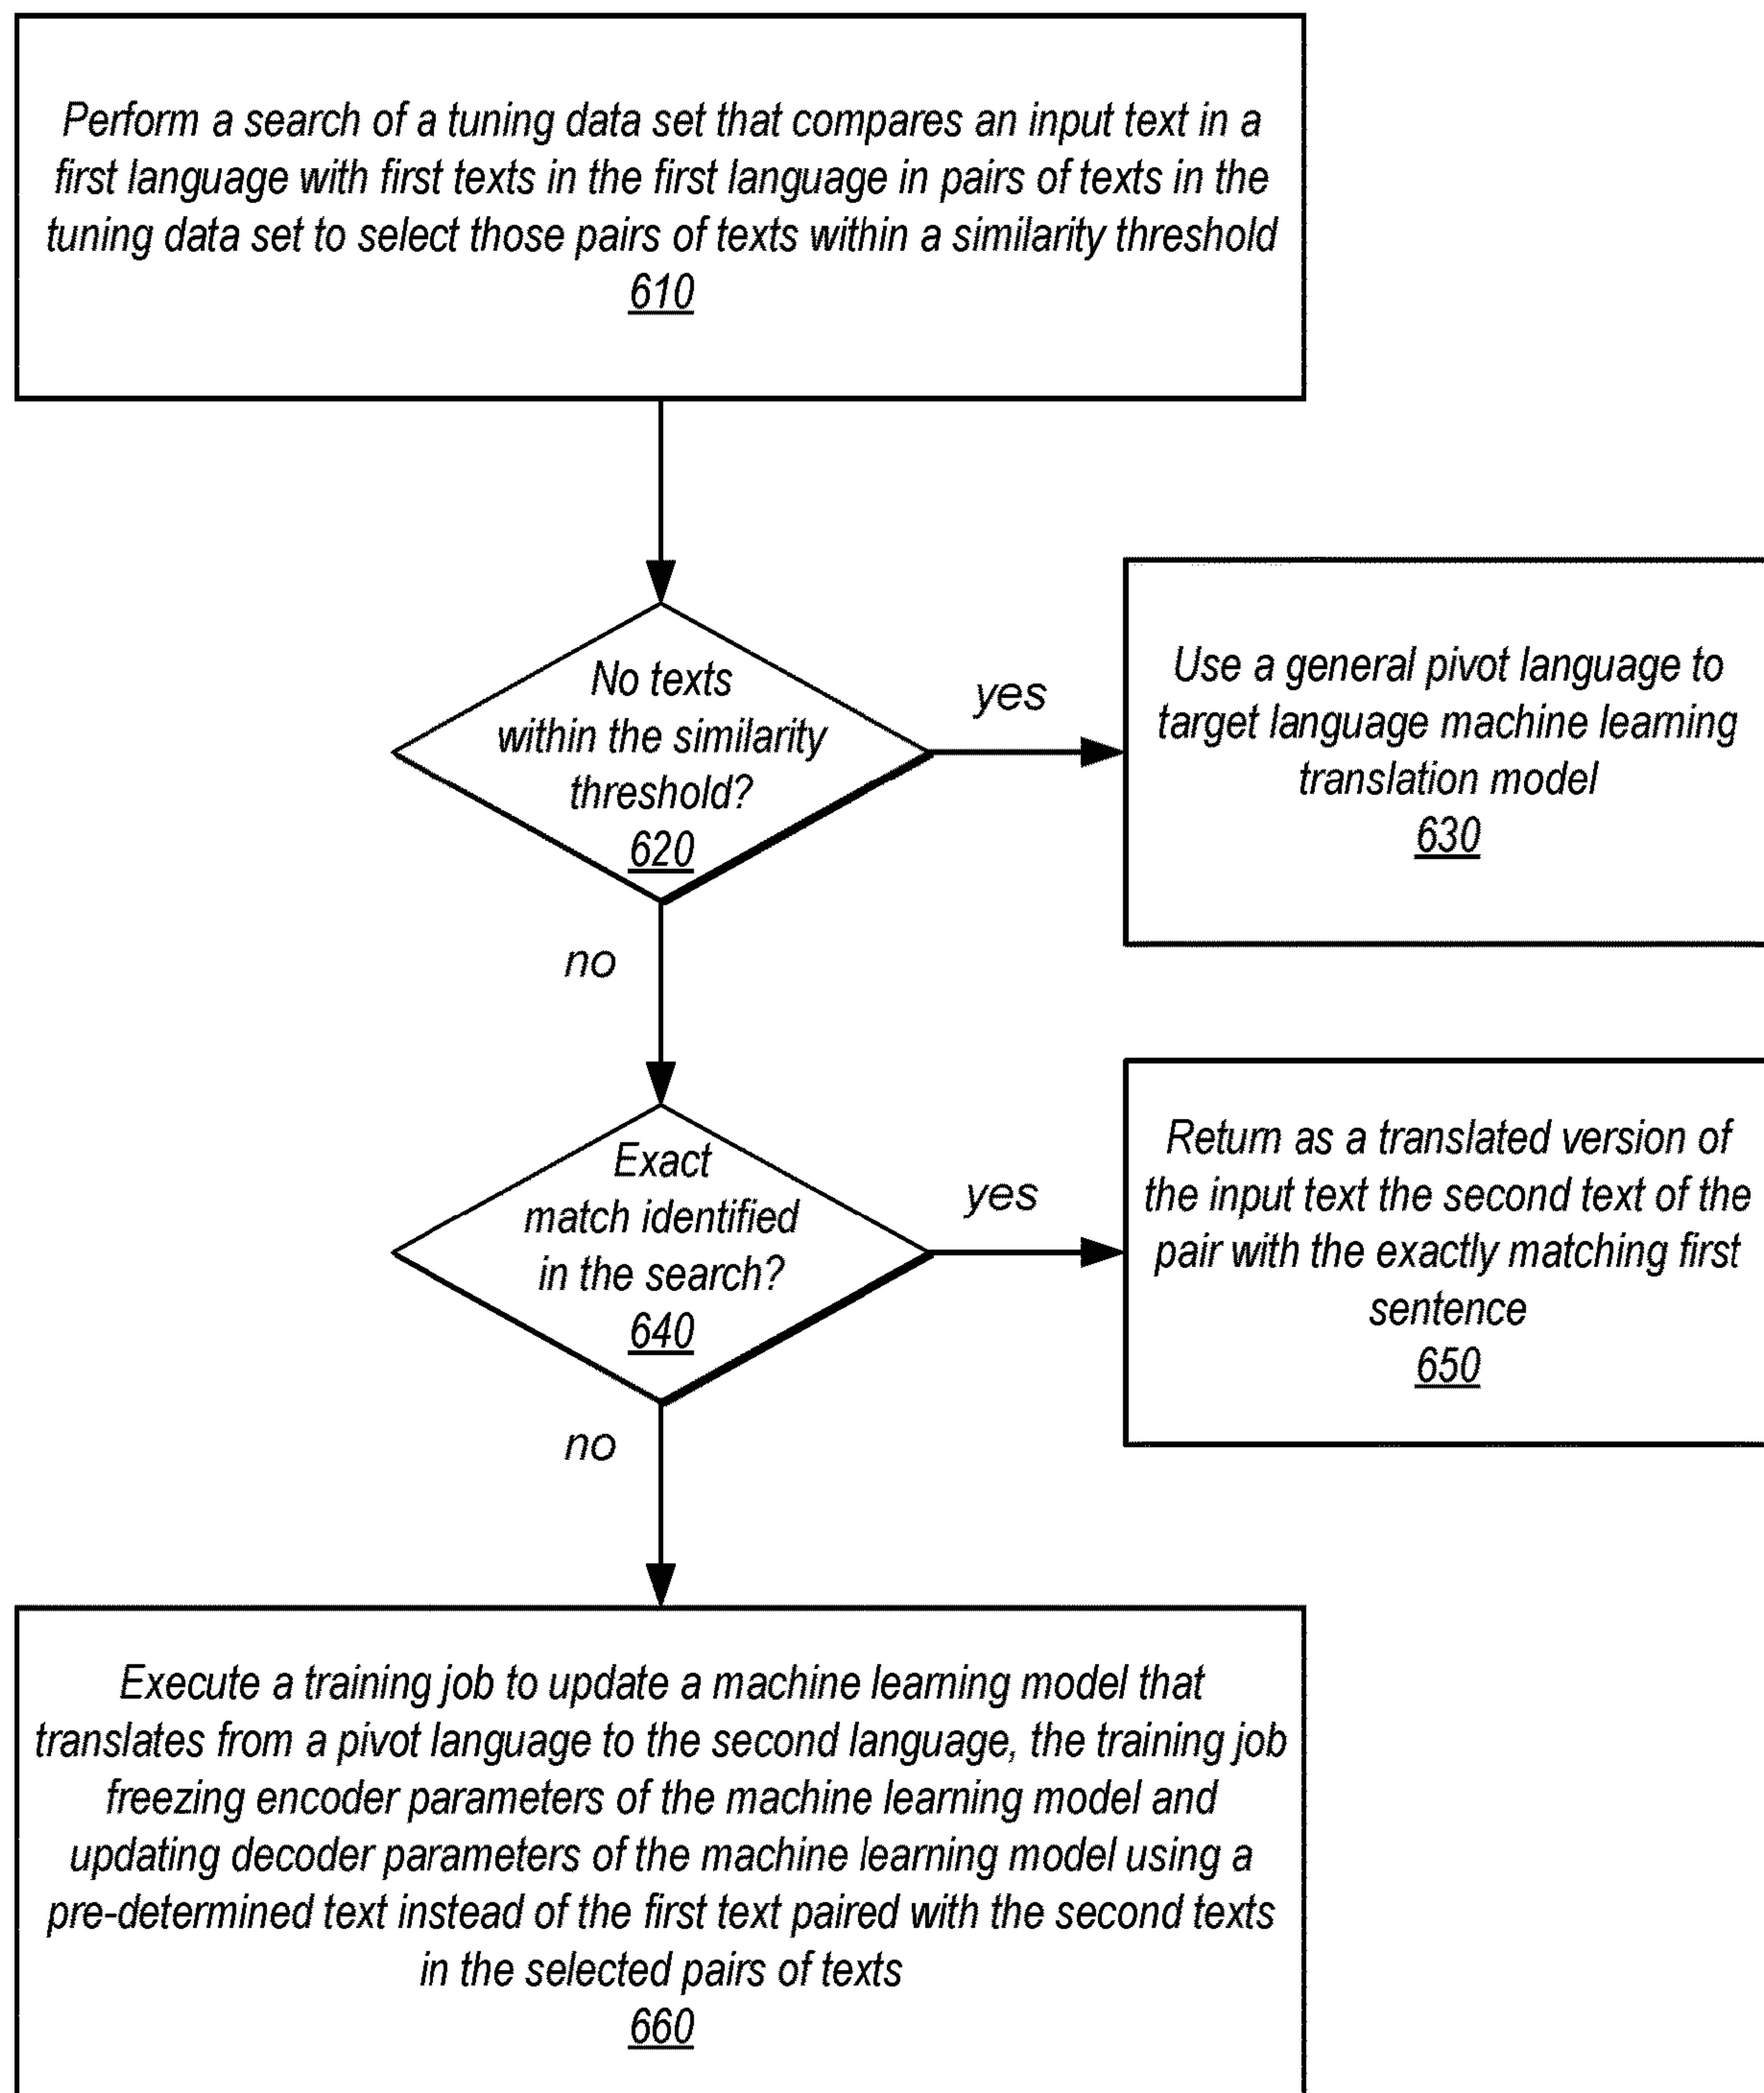 Perform a search of a tuning data set that compares an input text in a
first language with first texts in the first language in pairs of texts in the
tuning data set to select those pairs of texts within a similarity threshold
610
No texts
within the similarity
threshold?
620
yes
Use a general pivot language to
target language machine learning
translation model
630
no
Exact
match identified
in the search?
640
yes
Return as a translated version of
the input text the second text of the
pair with the exactly matching first
sentence
650
no
Execute a training job to update a machine learning model that
translates from a pivot language to the second language, the training job
freezing encoder parameters of the machine learning model and
updating decoder parameters of the machine learning model using a
pre-determined text instead of the first text paired with the second texts
in the selected pairs of texts
660